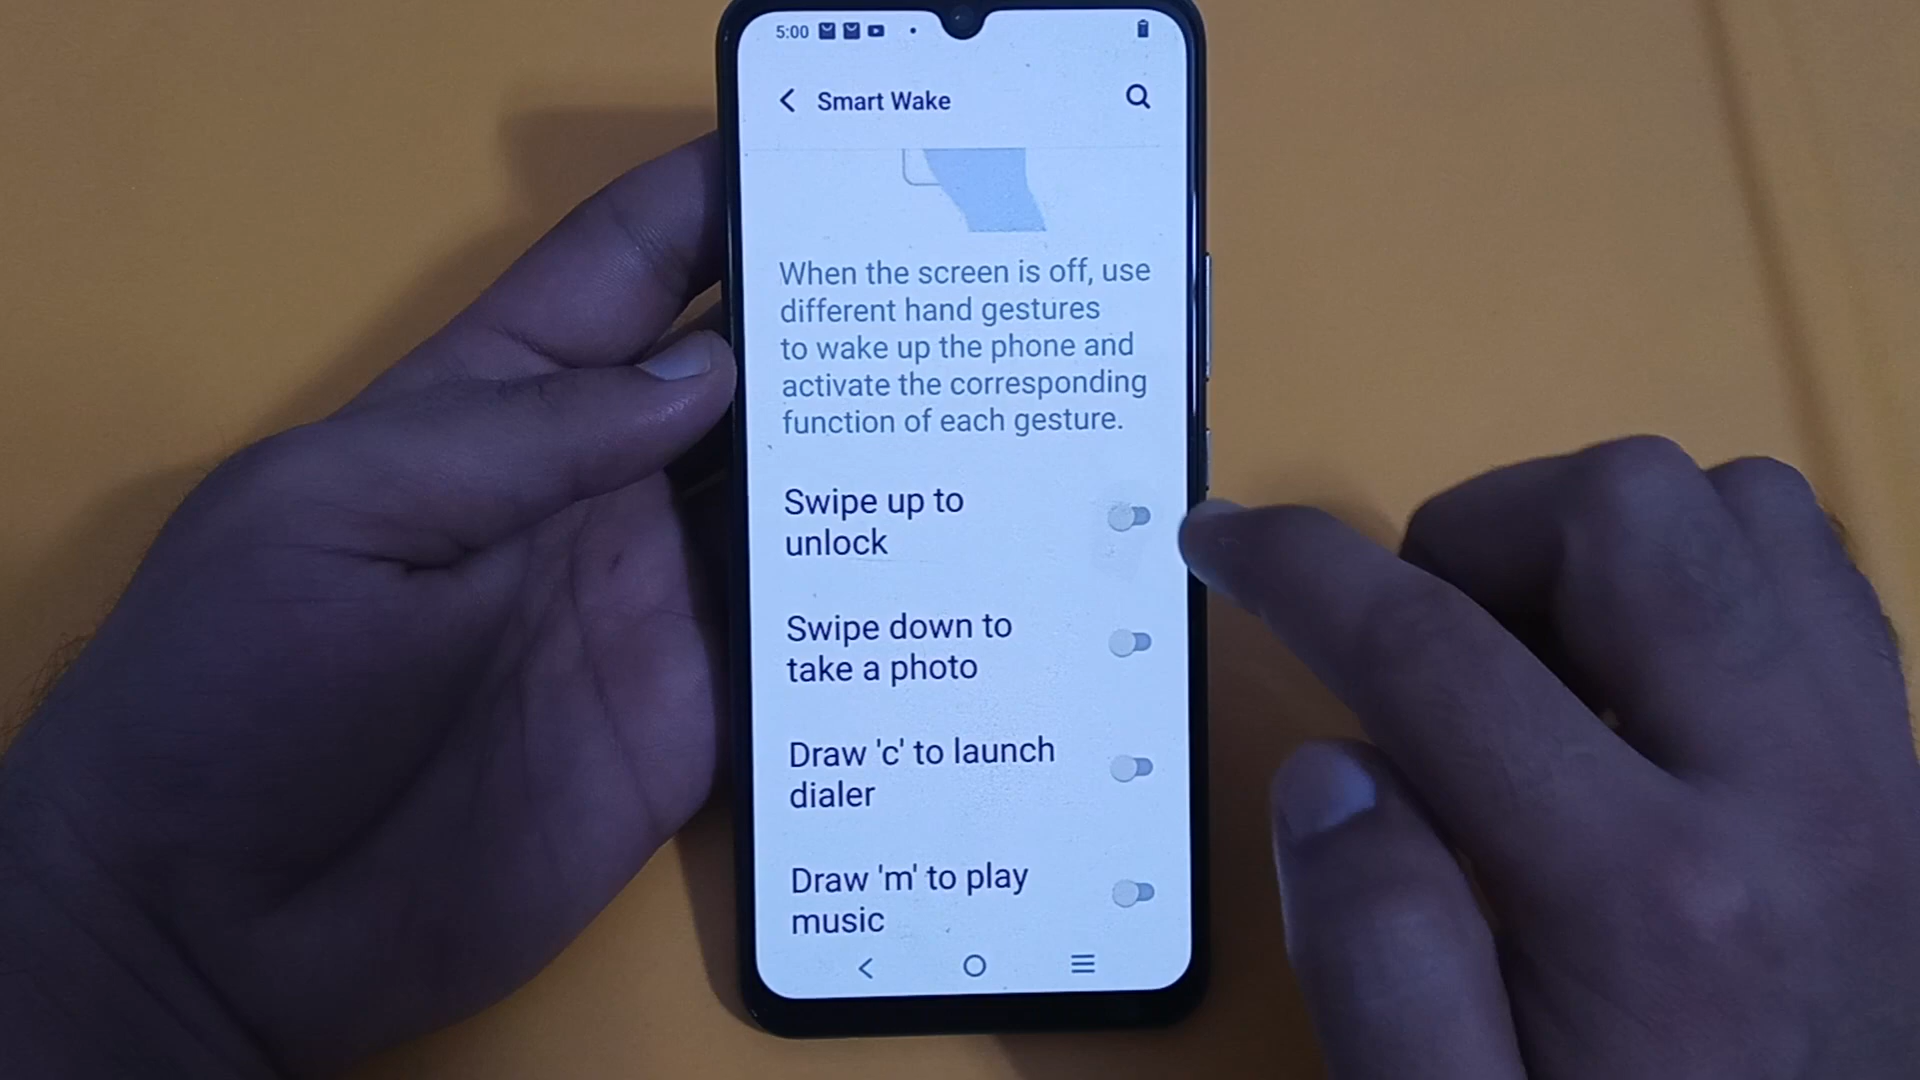 5:00
Smart Wake
When the screen is off, use
different hand gestures
to wake up the phone and
activate the corresponding
function of each gesture.
Swipe up to
unlock
Swipe down to
take a photo
Draw 'c' to launch
dialer
Draw 'm' to play
music